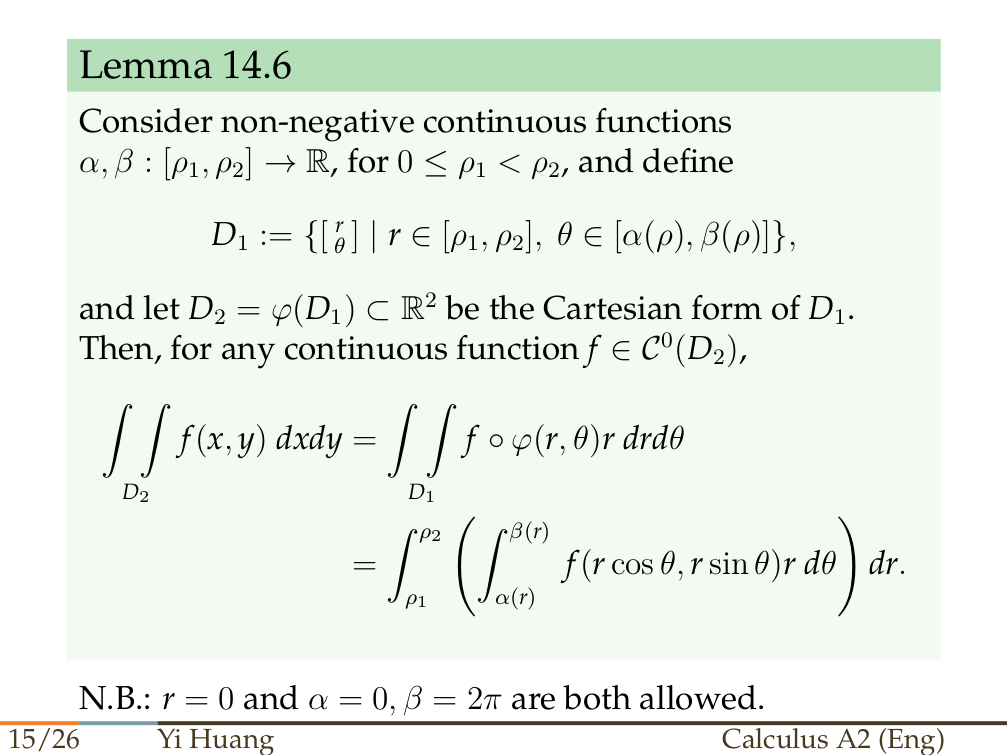 Lemma 14.6
Consider non-negative continuous functions
α, β : [ρ₁, ρ₂] → ℝ, for 0 ≤ ρ₁ < ρ₂, and define
D₁ := {[ r θ ] | r ∈ [ρ₁, ρ₂], θ ∈ [α(ρ), β(ρ)]},
and let D₂ = φ(D₁) ⊂ ℝ² be the Cartesian form of D₁.
Then, for any continuous function f ∈ 𝒞⁰(D₂),
∫∫_{D₂} f(x, y) dxdy = ∫∫_{D₁} f ∘ φ(r, θ)r drdθ
= ∫_{ρ₁}^{ρ₂} ( ∫_{α(r)}^{β(r)} f(r cos θ, r sin θ)r dθ ) dr.
N.B.: r = 0 and α = 0, β = 2π are both allowed.
15/26 Yi Huang Calculus A2 (Eng)